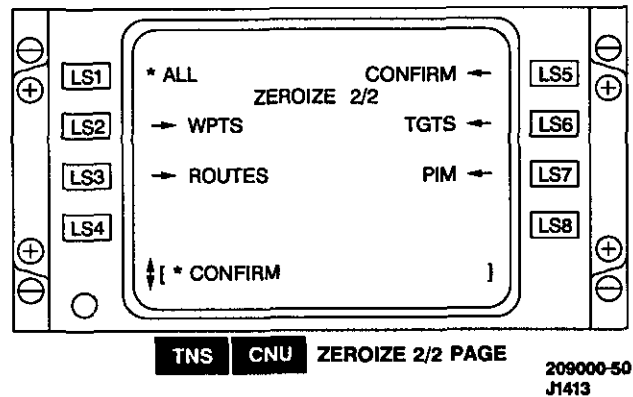 LS1 * ALL CONFIRM ← LS5
ZEROIZE 2/2
LS2 → WPTS TGTS ← LS6
LS3 → ROUTES PIM ← LS7
LS4 LS8
[ * CONFIRM ]
TNS CNU ZEROIZE 2/2 PAGE
209000-50
J1413